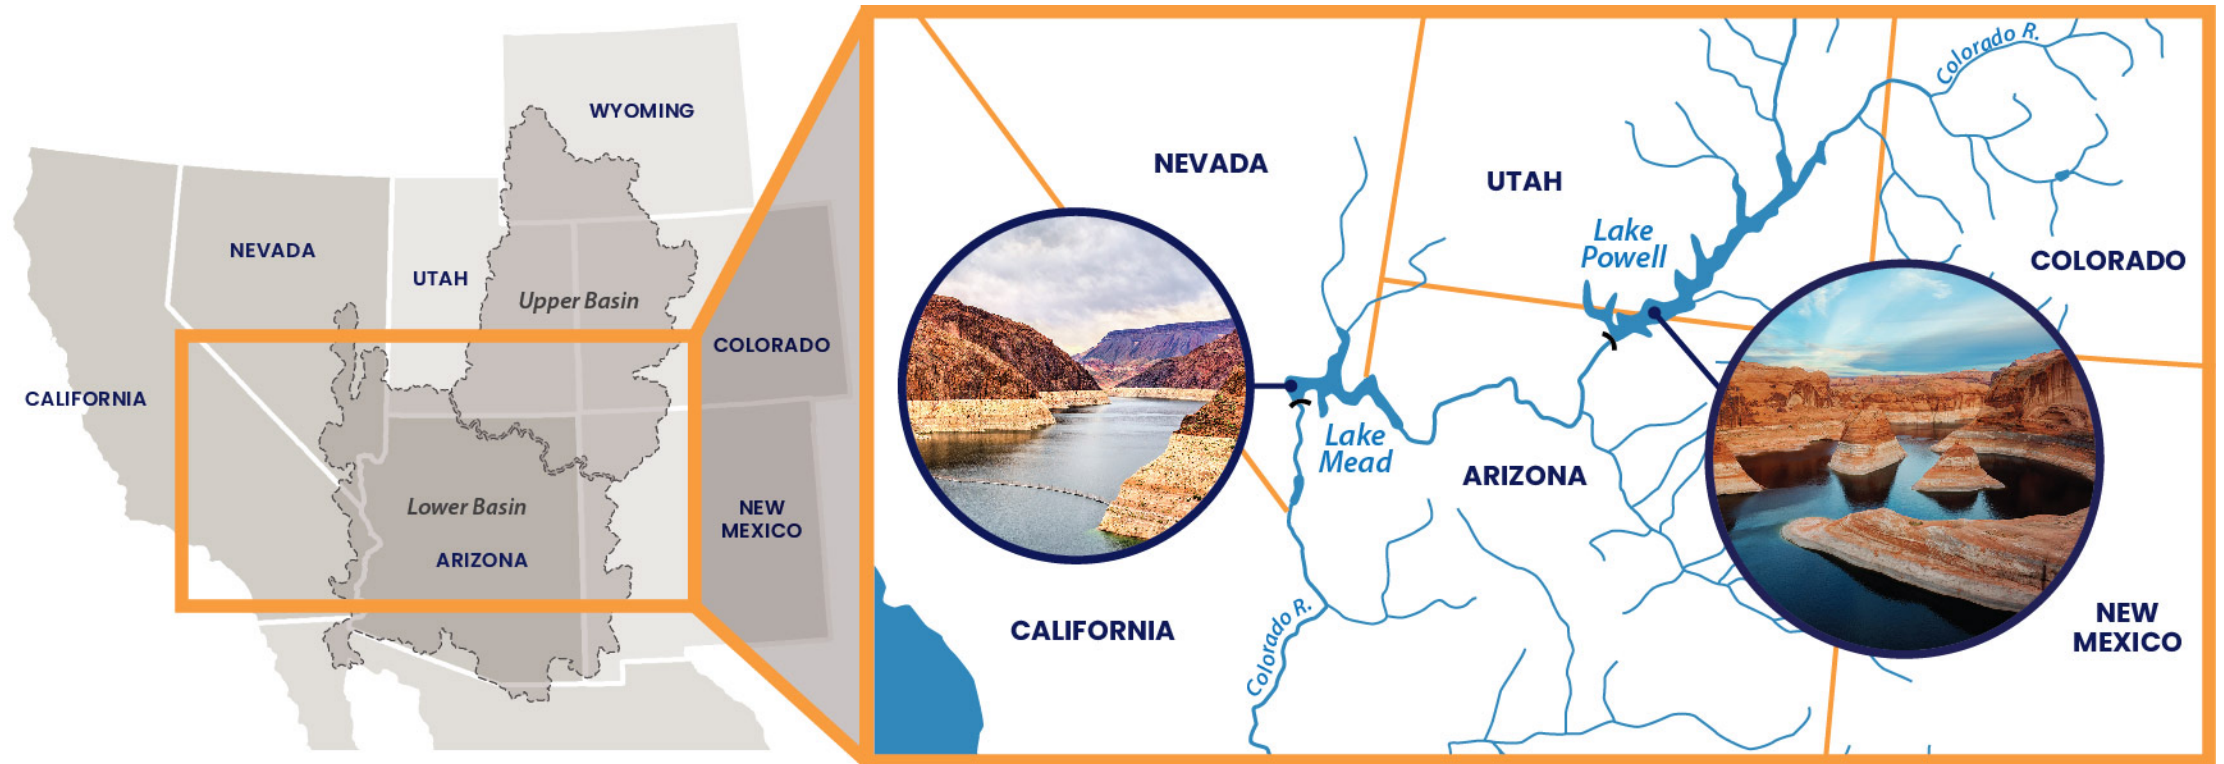 WYOMING
NEVADA
UTAH
Upper Basin
COLORADO
CALIFORNIA
Lower Basin
NEW
MEXICO
ARIZONA
Colorado R.
NEVADA
UTAH
Lake
Powell
COLORADO
Lake
Mead
ARIZONA
CALIFORNIA
Colorado R.
NEW
MEXICO